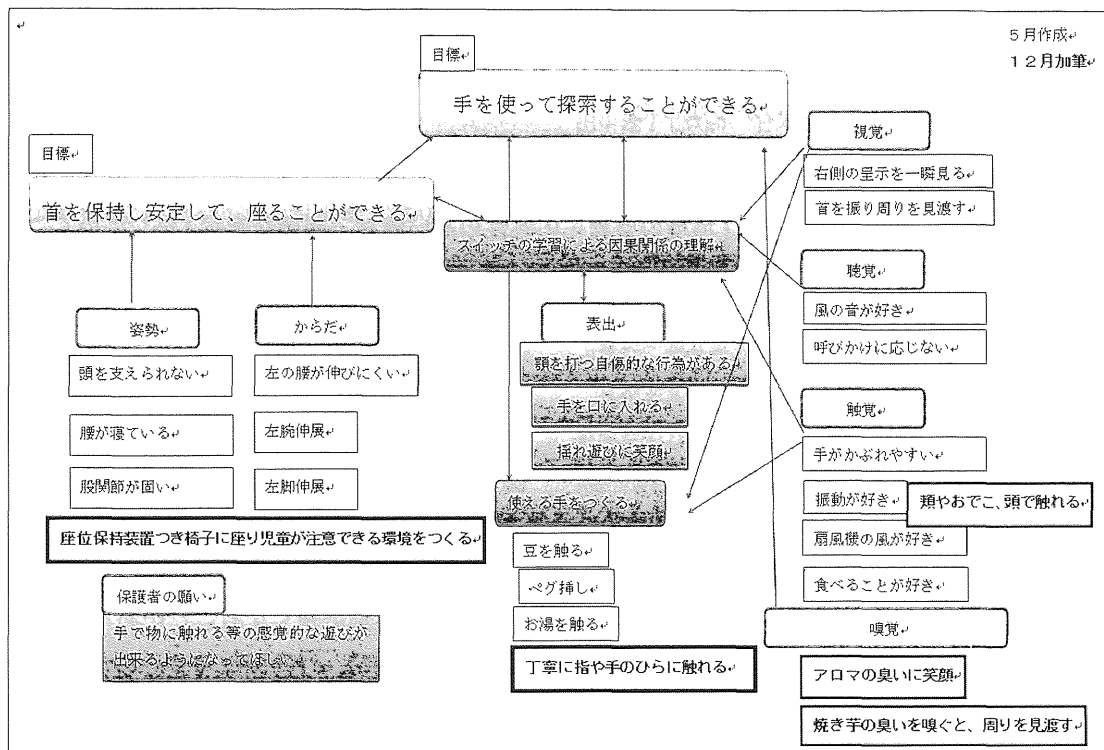 5月作成
12月加筆
目標
手を使って探索することができる
目標
首を保持し安定して、座ることができる
スイッチの学習による因果関係の理解
姿勢
頭を支えられない
腰が寝ている
股関節が固い
からだ
左の腰が伸びにくい
左腕伸展
左脚伸展
座位保持装置つき椅子に座り児童が注意できる環境をつくる
保護者の願い
手で物に触れる等の感覚的な遊びが
出来るようになってほしい
表出
顎を打つ自傷的な行為がある
手を口に入れる
揺れ遊びに笑顔
使える手をつくる
豆を触る
ペグ挿し
お湯を触る
丁寧に指や手のひらに触れる
視覚
右側の呈示を一瞬見る
首を振り周りを見渡す
聴覚
風の音が好き
呼びかけに応じない
触覚
手がかぶれやすい
振動が好き
頬やおでこ、頭で触れる
扇風機の風が好き
食べることが好き
嗅覚
アロマの臭いに笑顔
焼き芋の臭いを嗅ぐと、周りを見渡す